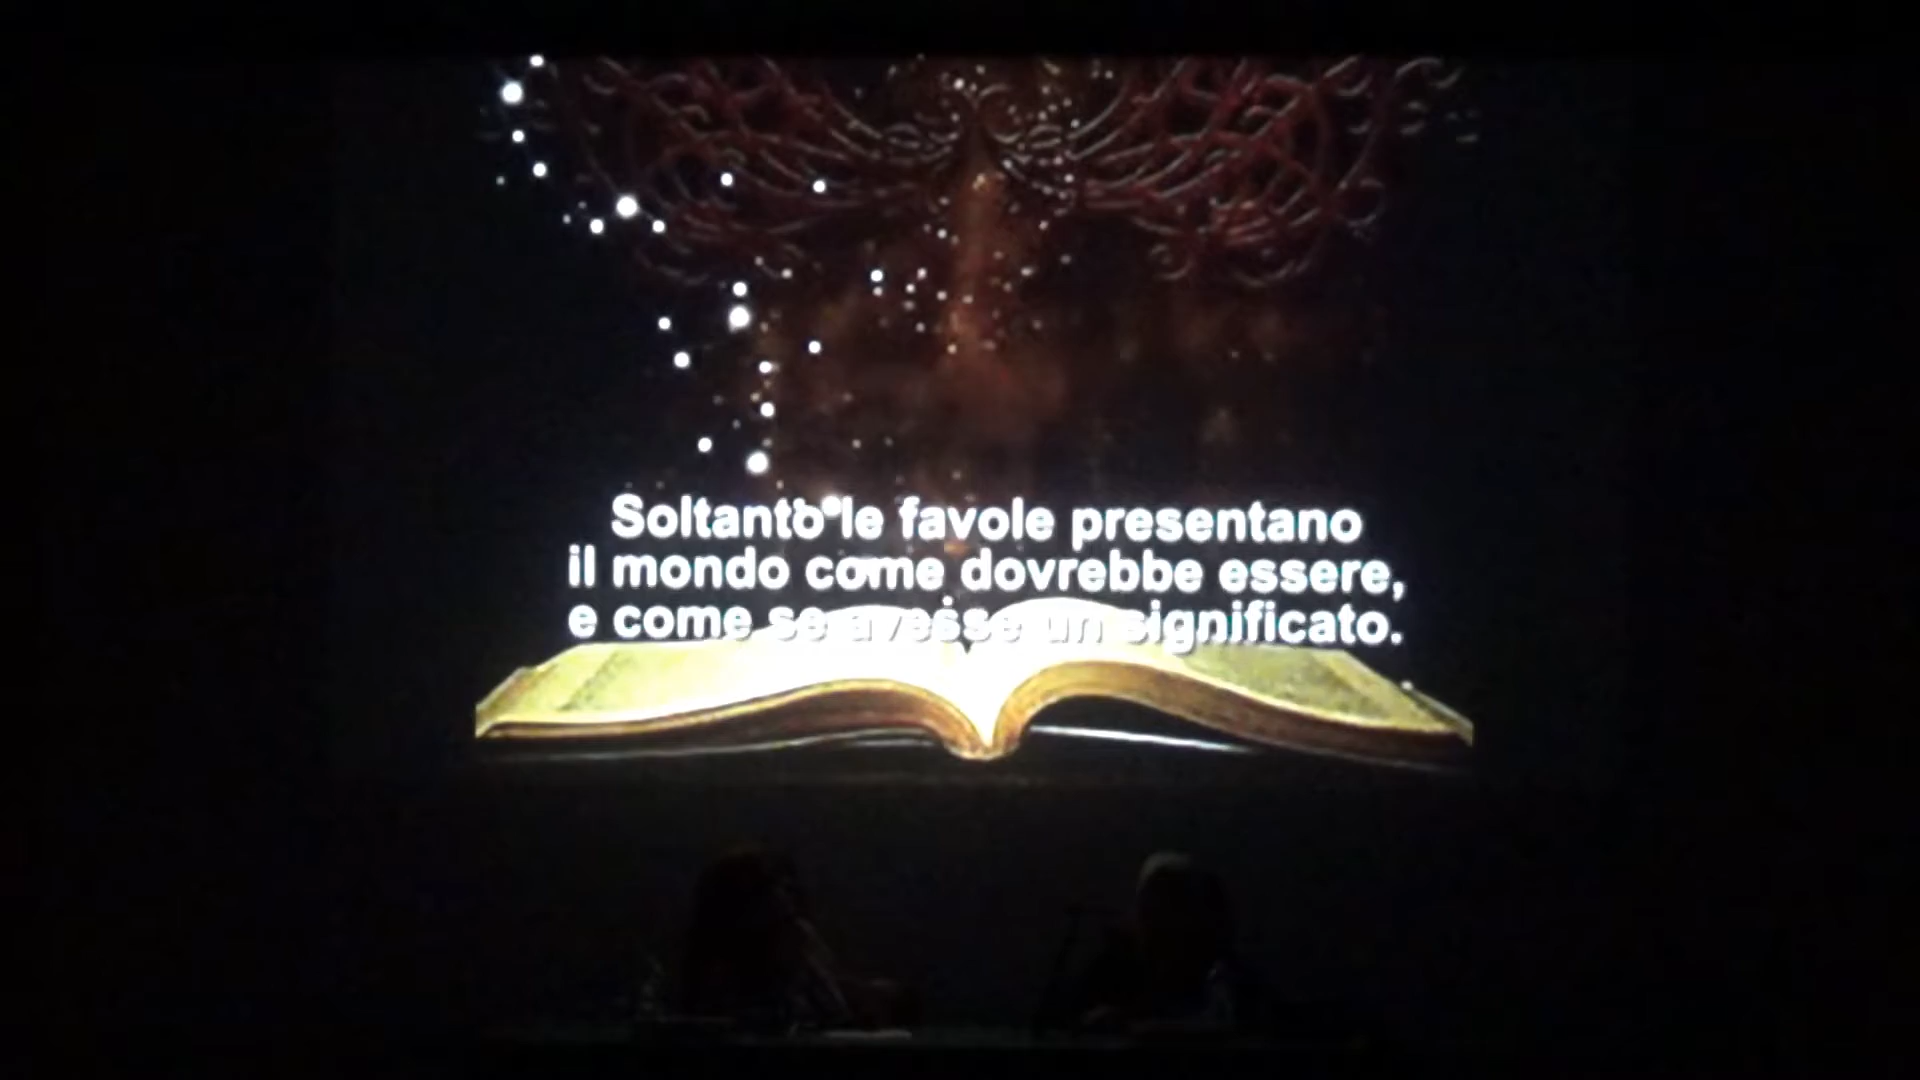 Soltanto le favole presentano
il mondo come dovrebbe essere,
e come se avesse un significato.